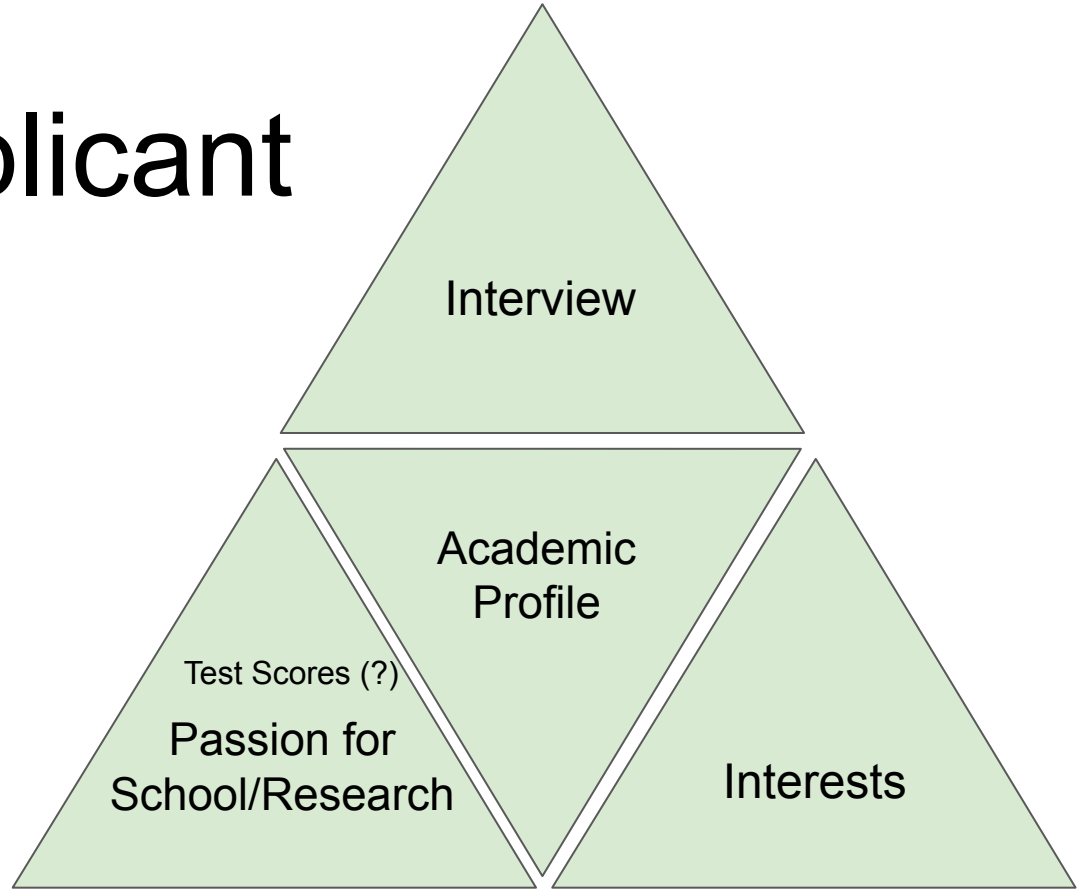 plicant
Interview
Academic
Profile
Test Scores (?)
Passion for
School/Research
Interests